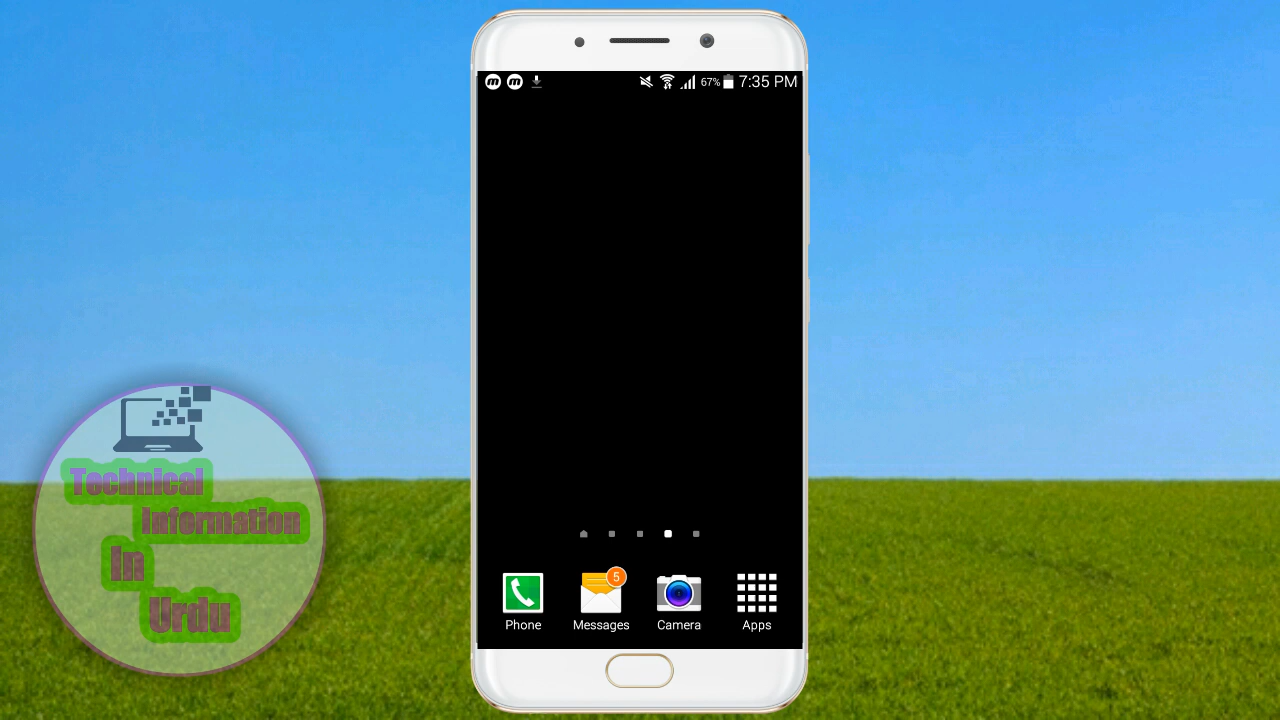 67% 7:35 PM
5
Phone Messages Camera Apps
Technical
Information
In
Urdu